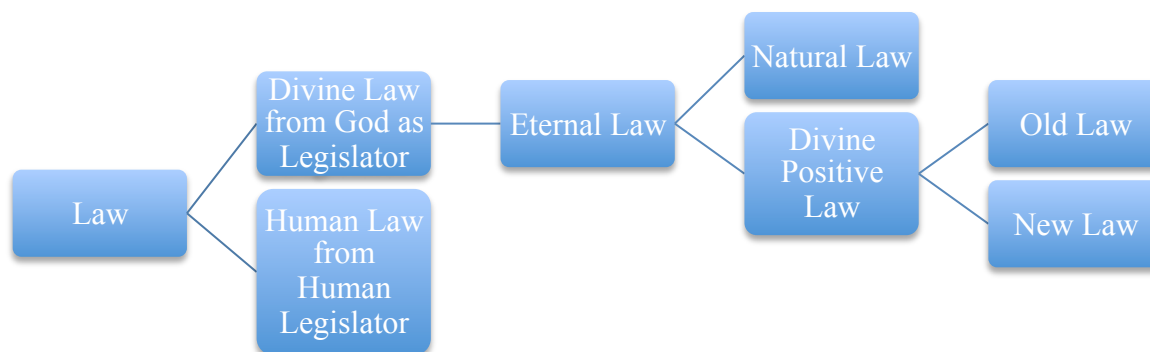 Law
Divine Law
from God as
Legislator
Human Law
from
Human
Legislator
Eternal Law
Natural Law
Divine
Positive
Law
Old Law
New Law